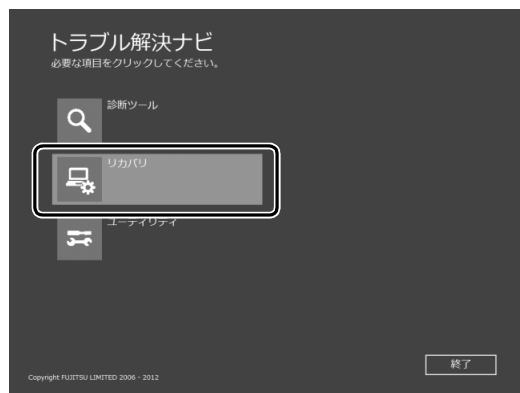 トラブル解決ナビ
必要な項目をクリックしてください。
診断ツール
リカバリ
ユーティリティ
終了
Copyright FUJITSU LIMITED 2006 - 2012